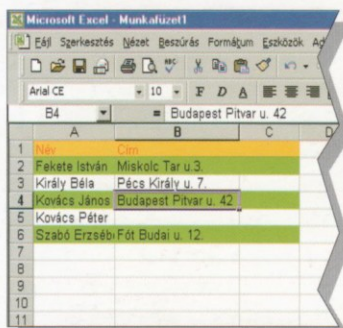 Microsoft Excel - Munkafüzet1
Fájl Szerkesztés Nézet Beszúrás Formátum Eszközök
Arial CE 10 F D A
B4 = Budapest Pitvar u. 42
A B C D
1 Név Cím
2 Fekete István Miskolc Tar u.3.
3 Király Béla Pécs Király u. 7.
4 Kovács János Budapest Pitvar u. 42
5 Kovács Péter
6 Szabó Erzséb Fót Budai u. 12.
7
8
9
10
11